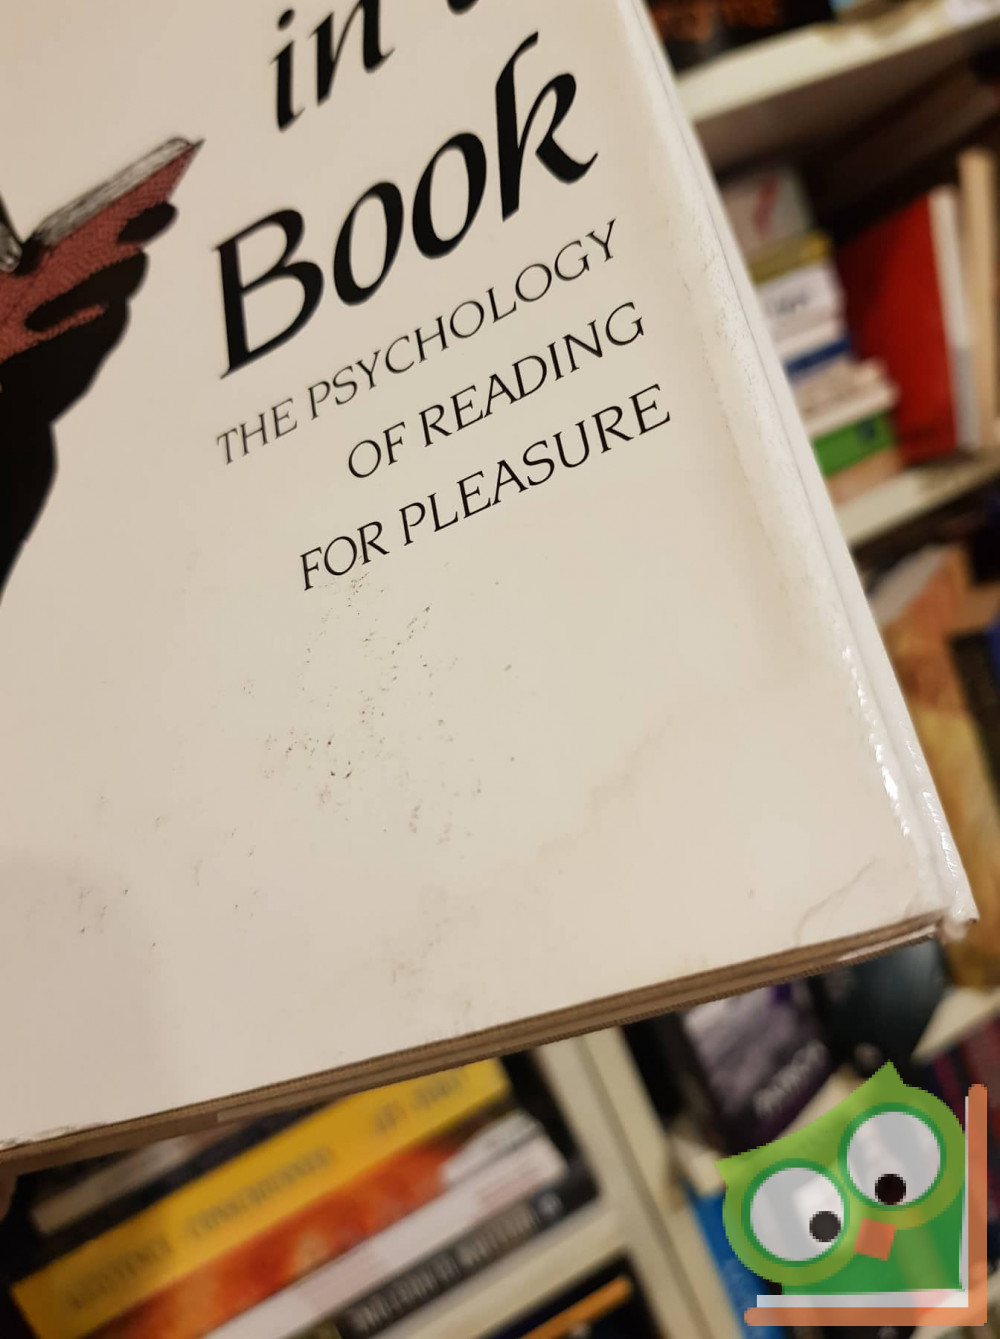 in
Book
THE PSYCHOLOGY
OF READING
FOR PLEASURE